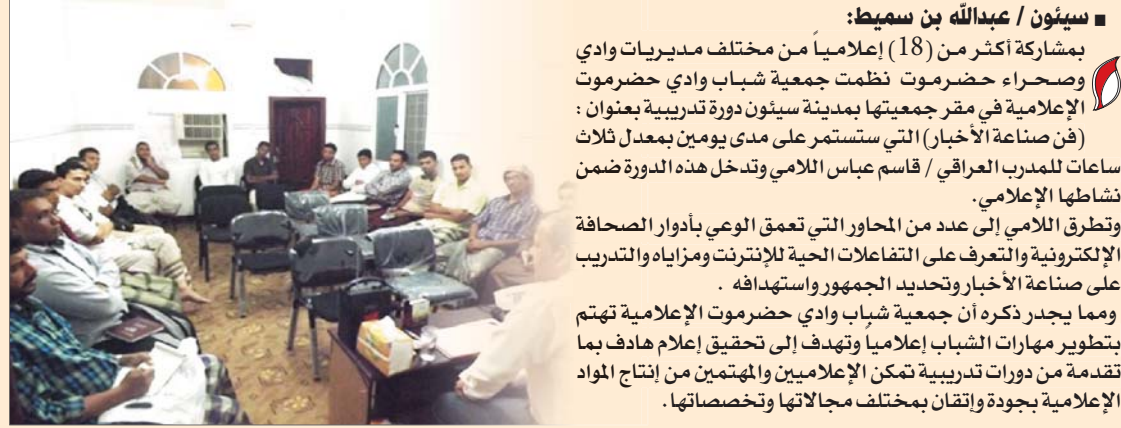 ■ سيئون / عبدالله بن سميط:
بمشاركة أكثر من (18) إعلامياً من مختلف مديريات وادي
وصحراء حضرموت نظمت جمعية شباب وادي حضرموت
الإعلامية في مقر جمعيتها بمدينة سيئون دورة تدريبية بعنوان :
(فن صناعة الأخبار) التي ستستمر على مدى يومين بمعدل ثلاث
ساعات للمدرب العراقي / قاسم عباس اللامي وتدخل هذه الدورة ضمن
نشاطها الإعلامي.
وتطرق اللامي إلى عدد من المحاور التي تعمق الوعي بأدوار الصحافة
الإلكترونية والتعرف على التفاعلات الحية للإنترنت ومزاياه والتدريب
على صناعة الأخبار وتحديد الجمهور واستهدافه .
ومما يجدر ذكره أن جمعية شباب وادي حضرموت الإعلامية تهتم
بتطوير مهارات الشباب إعلامياً وتهدف إلى تحقيق إعلام هادف بما
تقدمة من دورات تدريبية تمكن الإعلاميين والمهتمين من إنتاج المواد
الإعلامية بجودة وإتقان بمختلف مجالاتها وتخصصاتها.